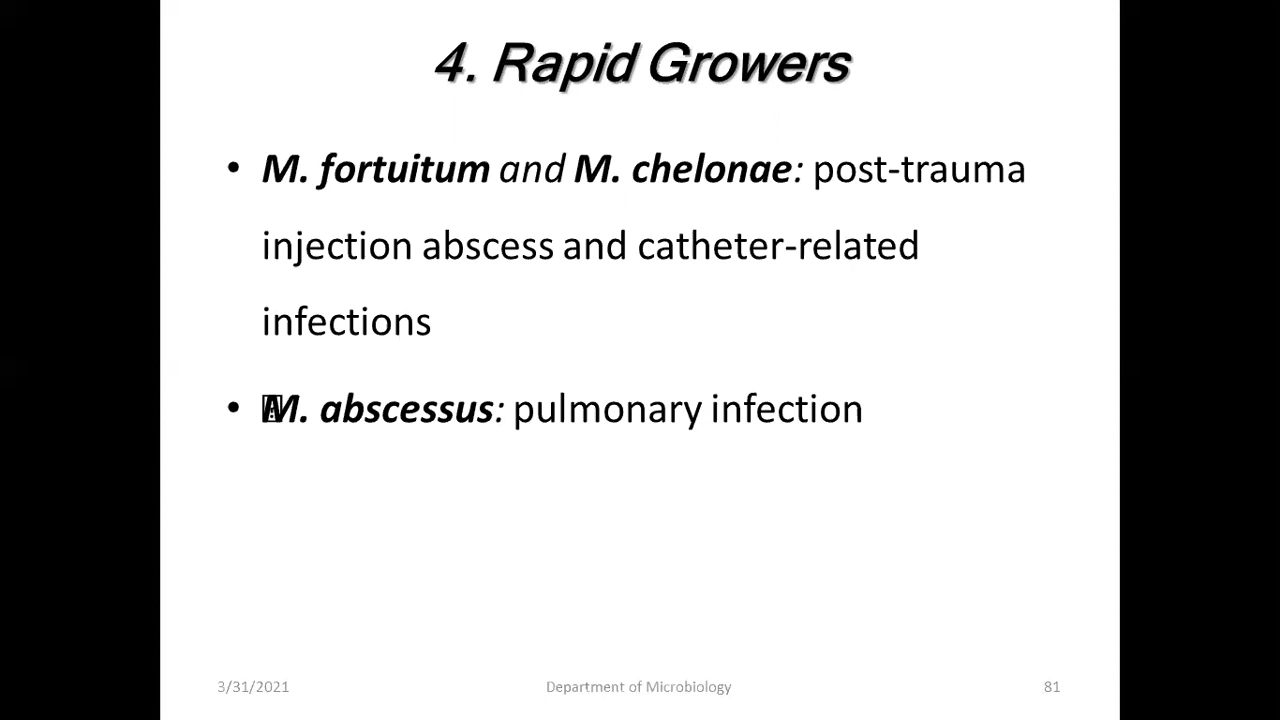 4. Rapid Growers
• M. fortuitum and M. chelonae: post-trauma
injection abscess and catheter-related
infections
• M. abscessus: pulmonary infection
3/31/2021 Department of Microbiology 81